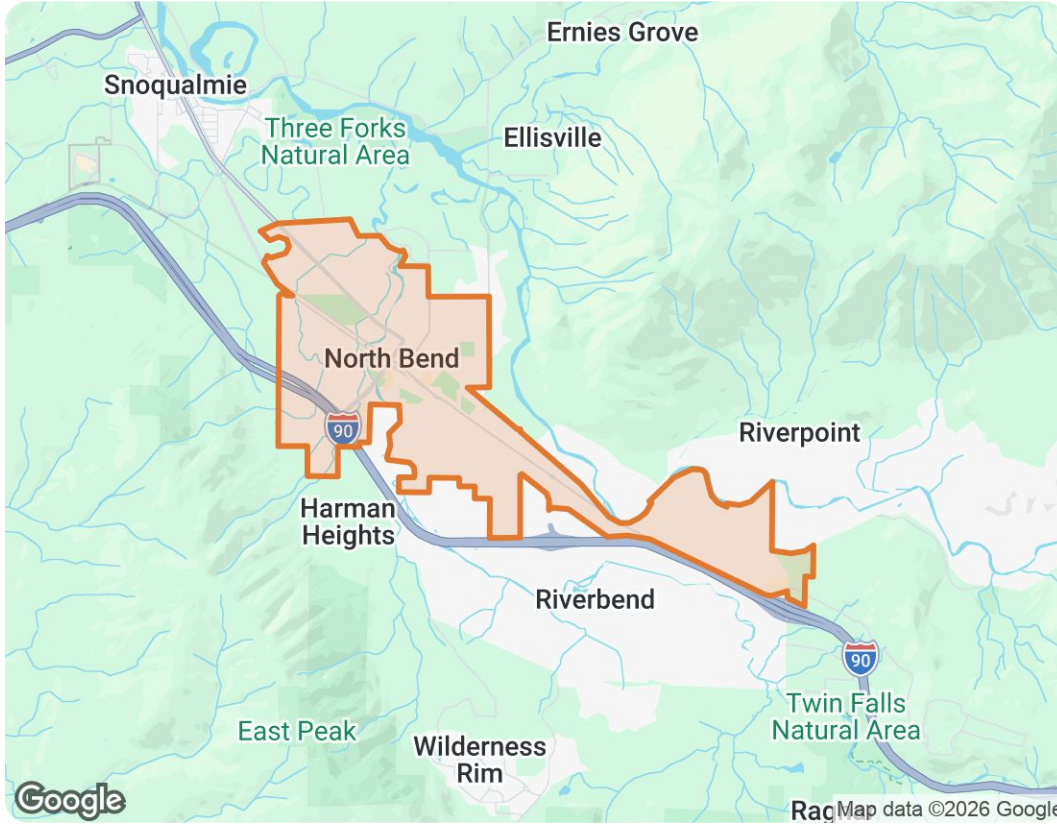 Ernies Grove
Snoqualmie
Three Forks
Natural Area
Ellisville
North Bend
90
Riverpoint
Harman
Heights
Riverbend
90
Twin Falls
Natural Area
East Peak
Wilderness
Rim
Google
Map data ©2026 Google